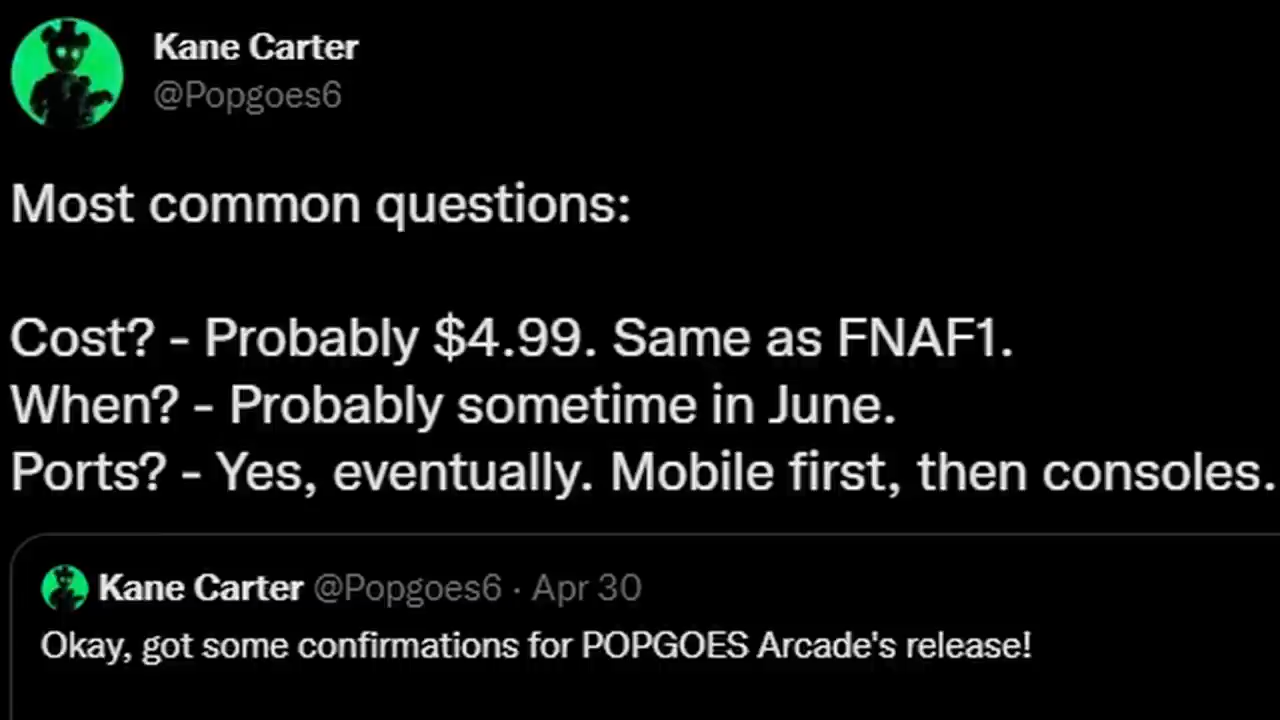 Kane Carter
@Popgoes6
Most common questions:
Cost? - Probably $4.99. Same as FNAF1.
When? - Probably sometime in June.
Ports? - Yes, eventually. Mobile first, then consoles.
Kane Carter @Popgoes6 · Apr 30
Okay, got some confirmations for POPGOES Arcade's release!